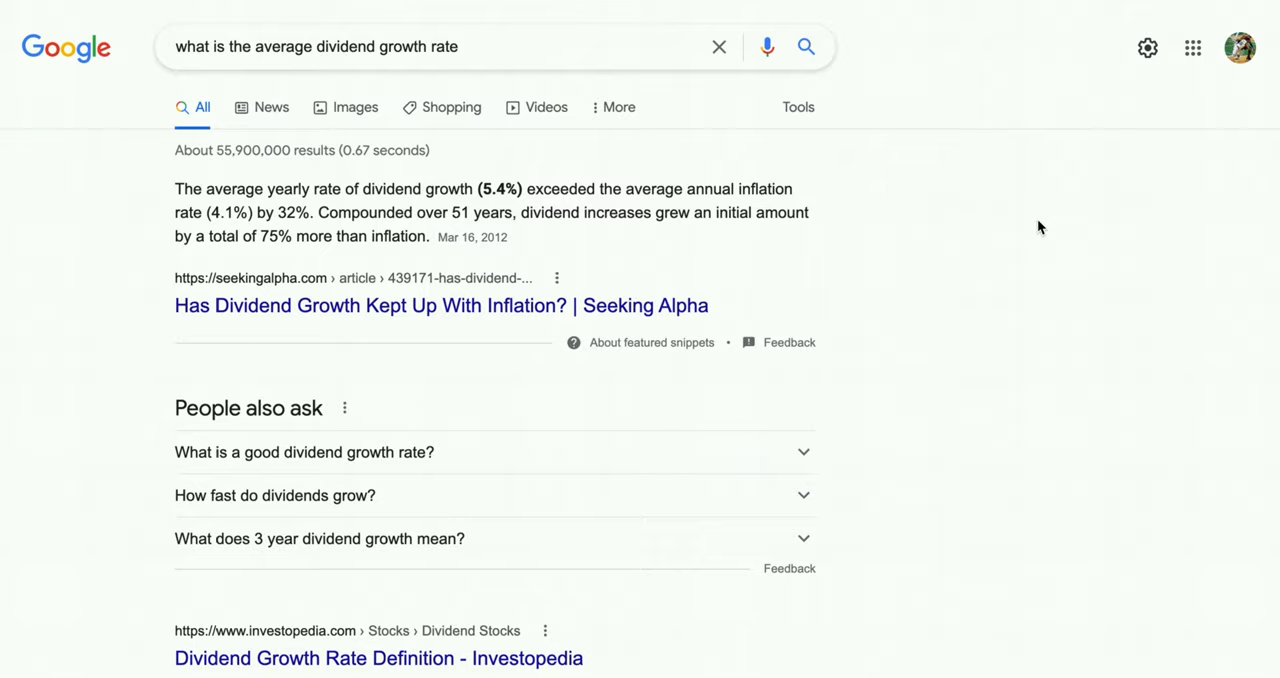 Google
what is the average dividend growth rate
All
News
Images
Shopping
Videos
More
Tools
About 55,900,000 results (0.67 seconds)
The average yearly rate of dividend growth (5.4%) exceeded the average annual inflation
rate (4.1%) by 32%. Compounded over 51 years, dividend increases grew an initial amount
by a total of 75% more than inflation. Mar 16, 2012
https://seekingalpha.com › article › 439171-has-dividend-...
Has Dividend Growth Kept Up With Inflation? | Seeking Alpha
About featured snippets • Feedback
People also ask
What is a good dividend growth rate?
How fast do dividends grow?
What does 3 year dividend growth mean?
Feedback
https://www.investopedia.com › Stocks › Dividend Stocks
Dividend Growth Rate Definition - Investopedia